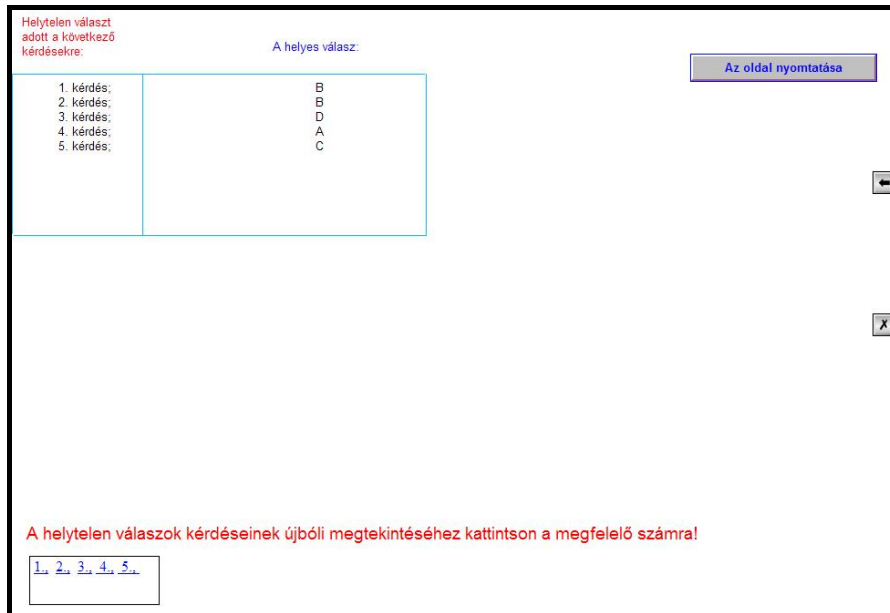 Helytelen választ
adott a következő
kérdésekre:
A helyes válasz:
Az oldal nyomtatása
1. kérdés; B
2. kérdés; B
3. kérdés; D
4. kérdés; A
5. kérdés; C
A helytelen válaszok kérdéseinek újbóli megtekintéséhez kattintson a megfelelő számra!
1., 2., 3., 4., 5.,